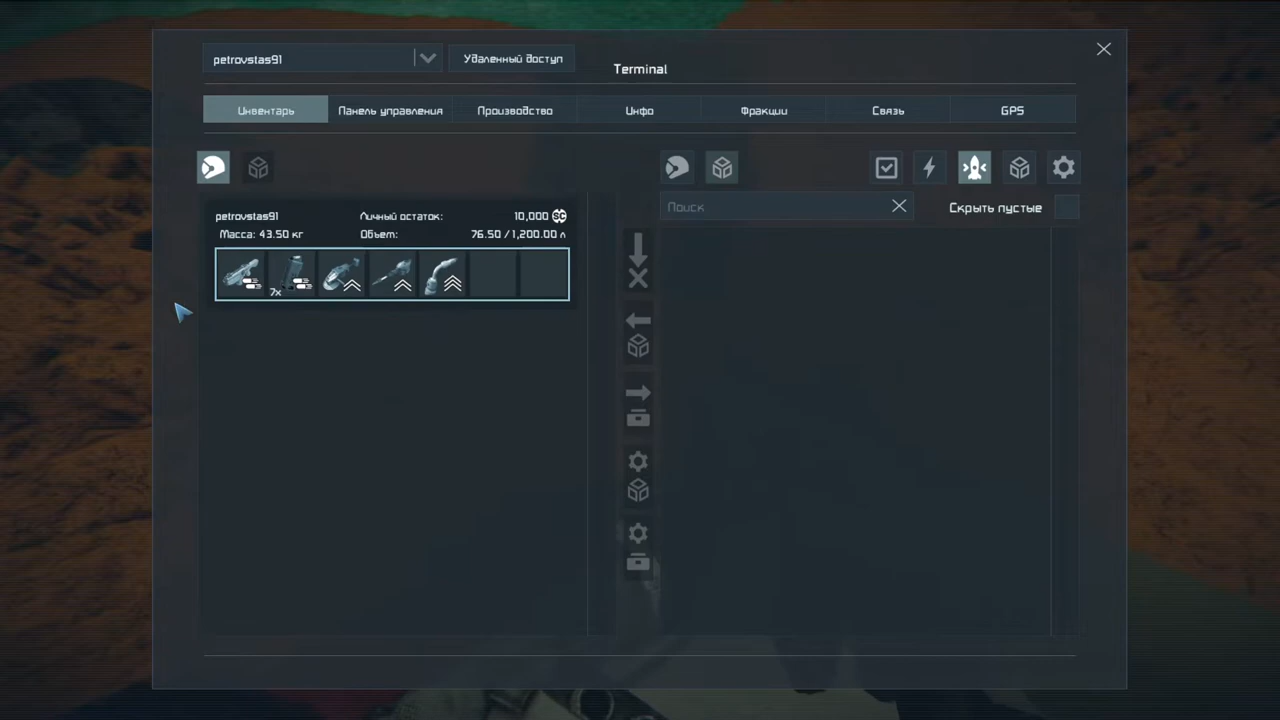 petrovstas91
Удаленный доступ
Terminal
Инвентарь
Панель управления
Производство
Инфо
Фракции
Связь
GPS
petrovstas91
Личный остаток:
10,000 SC
Масса: 43.50 кг
Объем:
76.50 / 1,200.00 л
7x
Поиск
Скрыть пустые